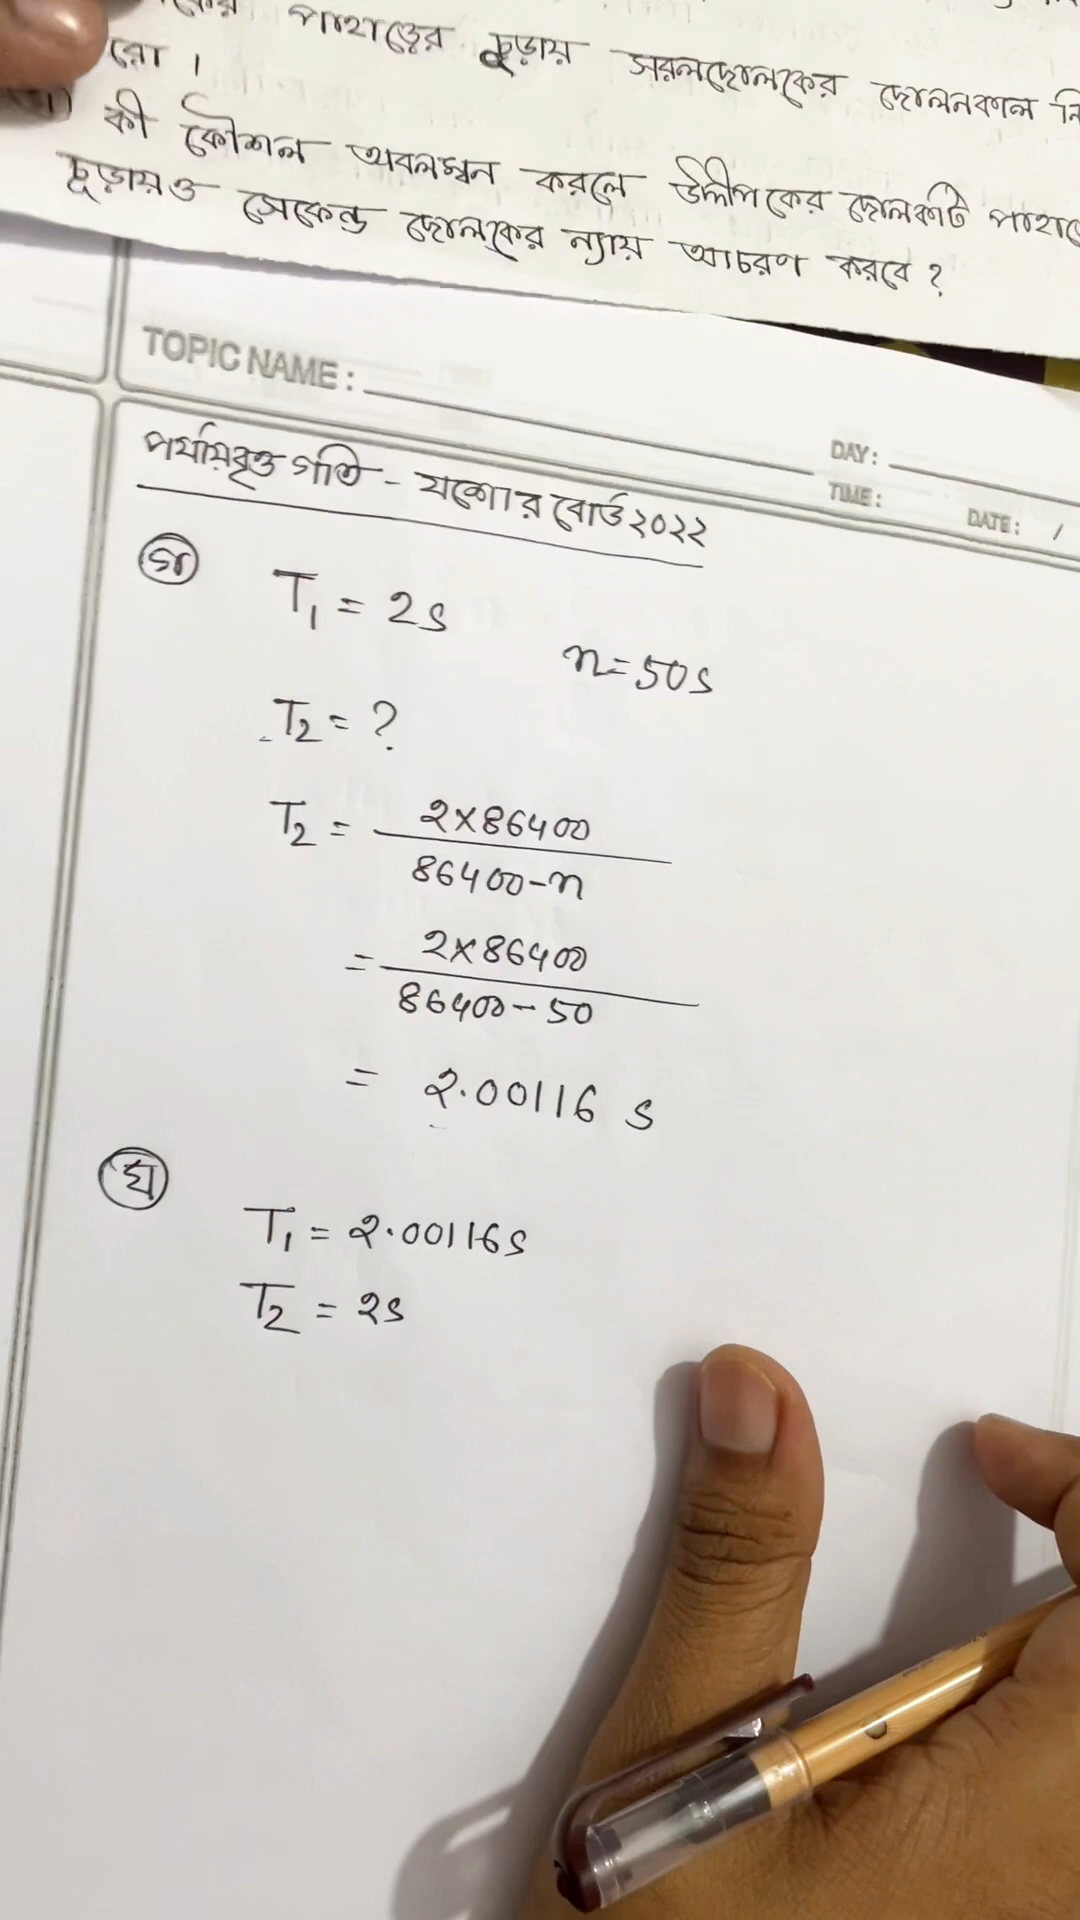 পাহাড়ের চূড়ায় সরলদোলকের দোলনকাল
রো ।
কী কৌশল অবলম্বন করলে উদ্দীপকের দোলকটি
চূড়ায়ও সেকেন্ড দোলকের ন্যায় আচরণ করবে ?
TOPIC NAME :
DAY :
TIME :
DATE : /
পর্যায়বৃত্ত গতি - যশোর বোর্ড ২০২২
গ
T₁ = 2s
n = 50s
T₂ = ?
T₂ = 2×86400
86400-n
= 2×86400
86400-50
= 2.00116 s
ঘ
T₁ = 2.00116s
T₂ = 2s